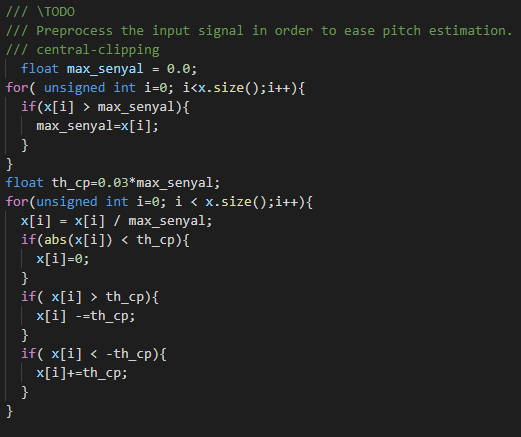 /// \TODO
/// Preprocess the input signal in order to ease pitch estimation.
/// central-clipping
float max_senyal = 0.0;
for( unsigned int i=0; i<x.size();i++){
if(x[i] > max_senyal){
max_senyal=x[i];
}
}
float th_cp=0.03*max_senyal;
for(unsigned int i=0; i < x.size();i++){
x[i] = x[i] / max_senyal;
if(abs(x[i]) < th_cp){
x[i]=0;
}
if( x[i] > th_cp){
x[i] -=th_cp;
}
if( x[i] < -th_cp){
x[i]+=th_cp;
}
}